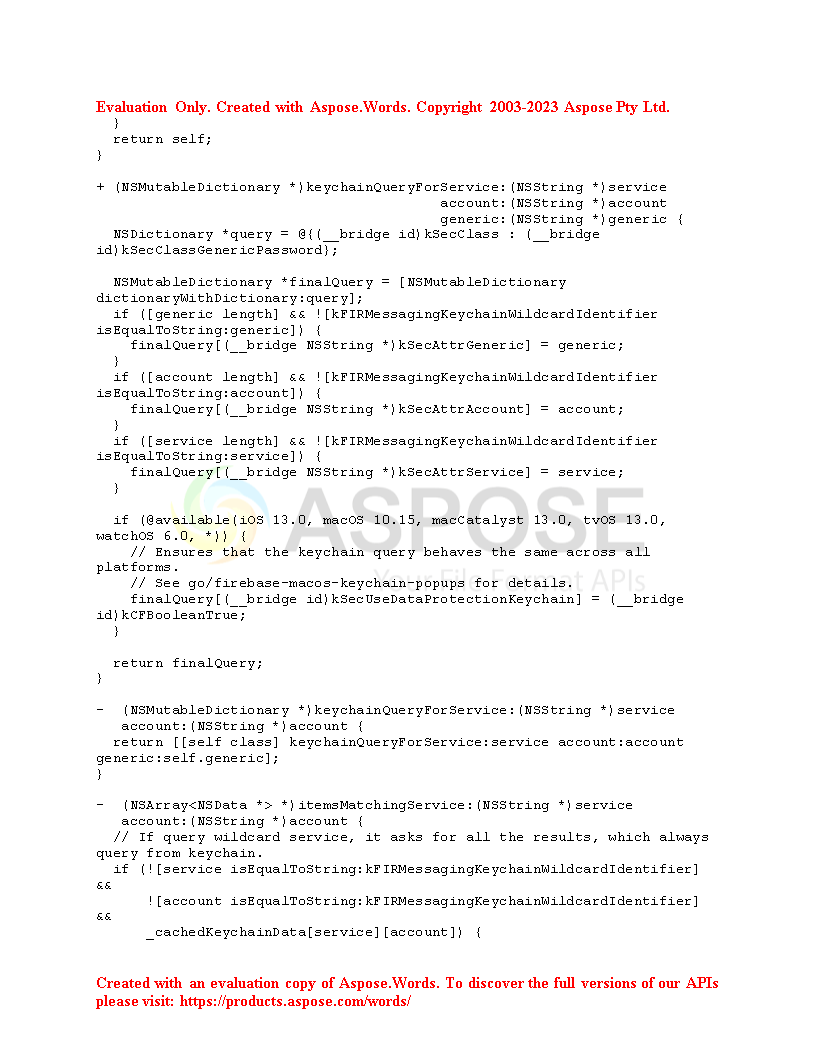 Evaluation Only. Created with Aspose.Words. Copyright 2003-2023 Aspose Pty Ltd.
  }
  return self;
}

+ (NSMutableDictionary *)keychainQueryForService:(NSString *)service
                                         account:(NSString *)account
                                         generic:(NSString *)generic {
  NSDictionary *query = @{(__bridge id)kSecClass : (__bridge
id)kSecClassGenericPassword};

  NSMutableDictionary *finalQuery = [NSMutableDictionary
dictionaryWithDictionary:query];
  if ([generic length] && ![kFIRMessagingKeychainWildcardIdentifier
isEqualToString:generic]) {
    finalQuery[(__bridge NSString *)kSecAttrGeneric] = generic;
  }
  if ([account length] && ![kFIRMessagingKeychainWildcardIdentifier
isEqualToString:account]) {
    finalQuery[(__bridge NSString *)kSecAttrAccount] = account;
  }
  if ([service length] && ![kFIRMessagingKeychainWildcardIdentifier
isEqualToString:service]) {
    finalQuery[(__bridge NSString *)kSecAttrService] = service;
  }
ASPOSE
  if (@available(iOS 13.0, macOS 10.15, macCatalyst 13.0, tvOS 13.0,
watchOS 6.0, *)) {
    // Ensures that the keychain query behaves the same across all
platforms.
Your File Format APIs
    // See go/firebase-macos-keychain-popups for details.
    finalQuery[(__bridge id)kSecUseDataProtectionKeychain] = (__bridge
id)kCFBooleanTrue;
  }

  return finalQuery;
}

-  (NSMutableDictionary *)keychainQueryForService:(NSString *)service
   account:(NSString *)account {
  return [[self class] keychainQueryForService:service account:account
generic:self.generic];
}

-  (NSArray<NSData *> *)itemsMatchingService:(NSString *)service
   account:(NSString *)account {
  // If query wildcard service, it asks for all the results, which always
query from keychain.
  if (![service isEqualToString:kFIRMessagingKeychainWildcardIdentifier]
&&
      ![account isEqualToString:kFIRMessagingKeychainWildcardIdentifier]
&&
      _cachedKeychainData[service][account]) {

Created with an evaluation copy of Aspose.Words. To discover the full versions of our APIs
please visit: https://products.aspose.com/words/